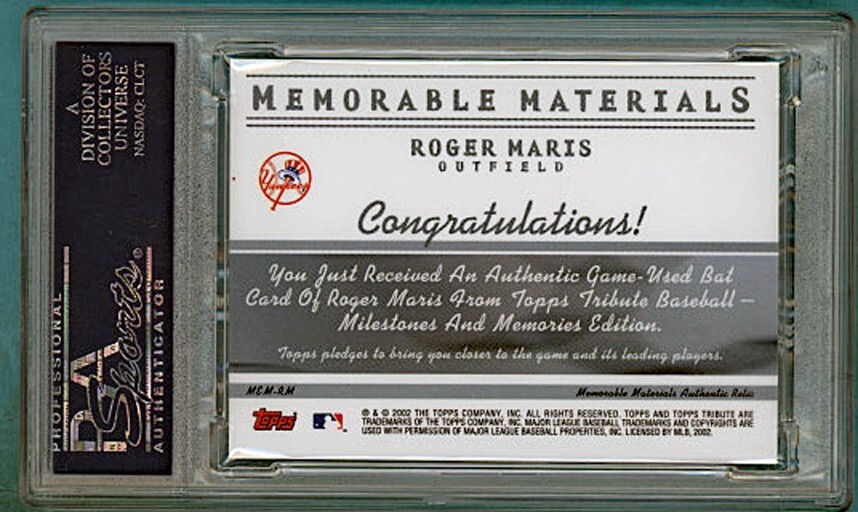 A
DIVISION OF
COLLECTORS
UNIVERSE
NASDAQ: CLCT
PROFESSIONAL
PSA
Sports®
AUTHENTICATOR
MEMORABLE MATERIALS
ROGER MARIS
OUTFIELD
Yankees
Congratulations!
You Just Received An Authentic Game-Used Bat
Card Of Roger Maris From Topps Tribute Baseball —
Milestones And Memories Edition.
Topps pledges to bring you closer to the game and its leading players.
MEM-RM
Memorable Materials Authentic Relic
Topps
® & © 2002 THE TOPPS COMPANY, INC. ALL RIGHTS RESERVED. TOPPS AND TOPPS TRIBUTE ARE
TRADEMARKS OF THE TOPPS COMPANY, INC. MAJOR LEAGUE BASEBALL TRADEMARKS AND COPYRIGHTS ARE
USED WITH PERMISSION OF MAJOR LEAGUE BASEBALL PROPERTIES, INC. LICENSED BY MLB, 2002.